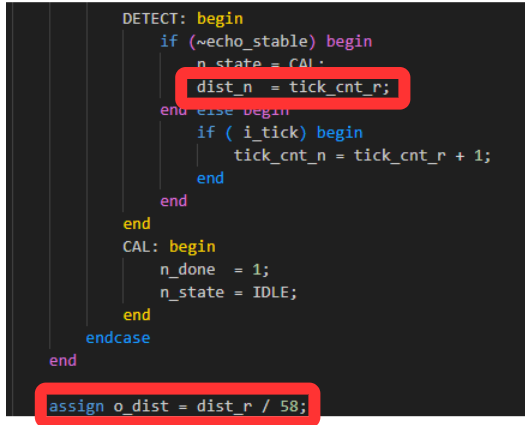 DETECT: begin
if (~echo_stable) begin
n_state = CAL;
dist_n  = tick_cnt_r;
end else begin
if ( i_tick) begin
tick_cnt_n = tick_cnt_r + 1;
end
end
end
CAL: begin
n_done  = 1;
n_state = IDLE;
end
endcase
end
assign o_dist = dist_r / 58;